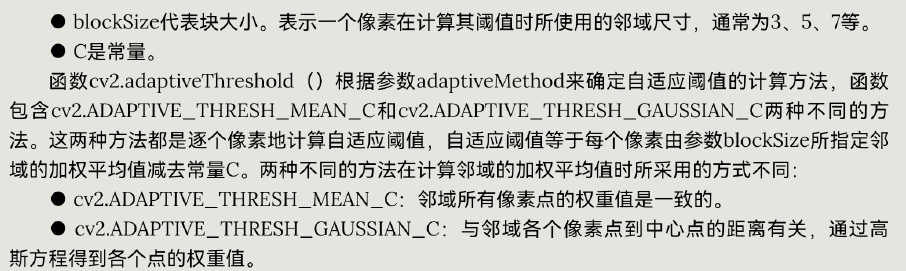 ● blockSize代表块大小。表示一个像素在计算其阈值时所使用的邻域尺寸，通常为3、5、7等。
● C是常量。
函数cv2.adaptiveThreshold（）根据参数adaptiveMethod来确定自适应阈值的计算方法，函数
包含cv2.ADAPTIVE_THRESH_MEAN_C和cv2.ADAPTIVE_THRESH_GAUSSIAN_C两种不同的方
法。这两种方法都是逐个像素地计算自适应阈值，自适应阈值等于每个像素由参数blockSize所指定邻
域的加权平均值减去常量C。两种不同的方法在计算邻域的加权平均值时所采用的方式不同：
● cv2.ADAPTIVE_THRESH_MEAN_C：邻域所有像素点的权重值是一致的。
● cv2.ADAPTIVE_THRESH_GAUSSIAN_C：与邻域各个像素点到中心点的距离有关，通过高
斯方程得到各个点的权重值。